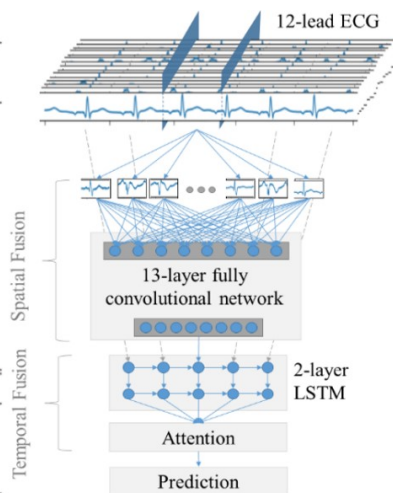 12-lead ECG
Spatial Fusion
13-layer fully
convolutional network
Temporal Fusion
2-layer
LSTM
Attention
Prediction